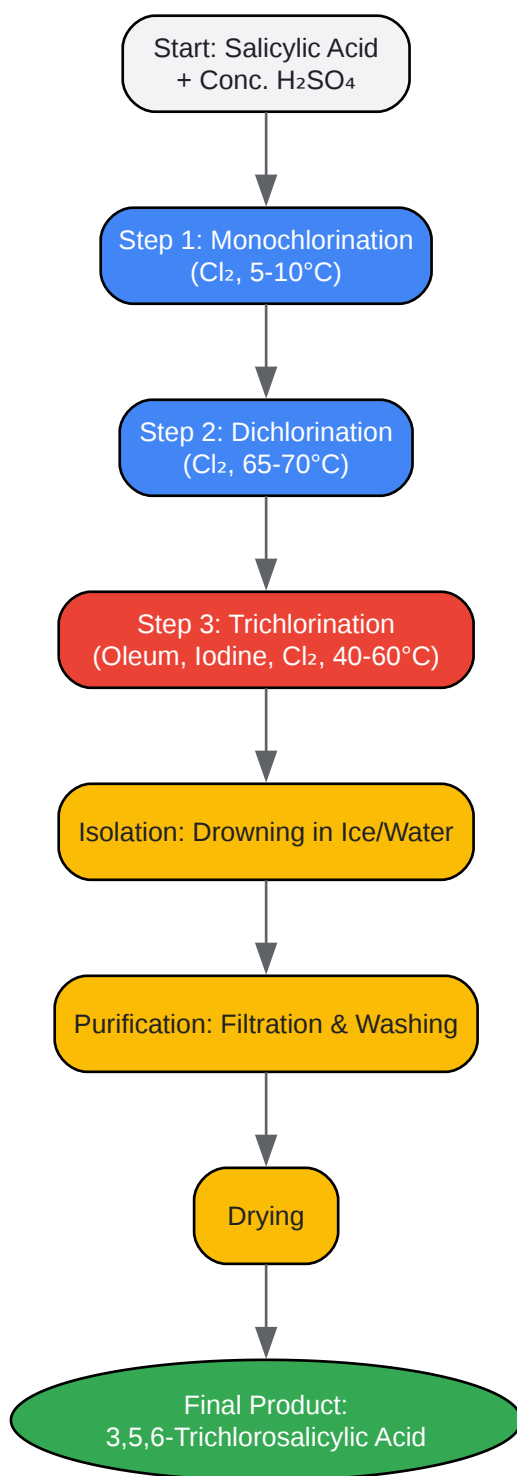 Start: Salicylic Acid
+ Conc. H₂SO₄
Step 1: Monochlorination
(Cl₂, 5-10°C)
Step 2: Dichlorination
(Cl₂, 65-70°C)
Step 3: Trichlorination
(Oleum, Iodine, Cl₂, 40-60°C)
Isolation: Drowning in Ice/Water
Purification: Filtration & Washing
Drying
Final Product:
3,5,6-Trichlorosalicylic Acid